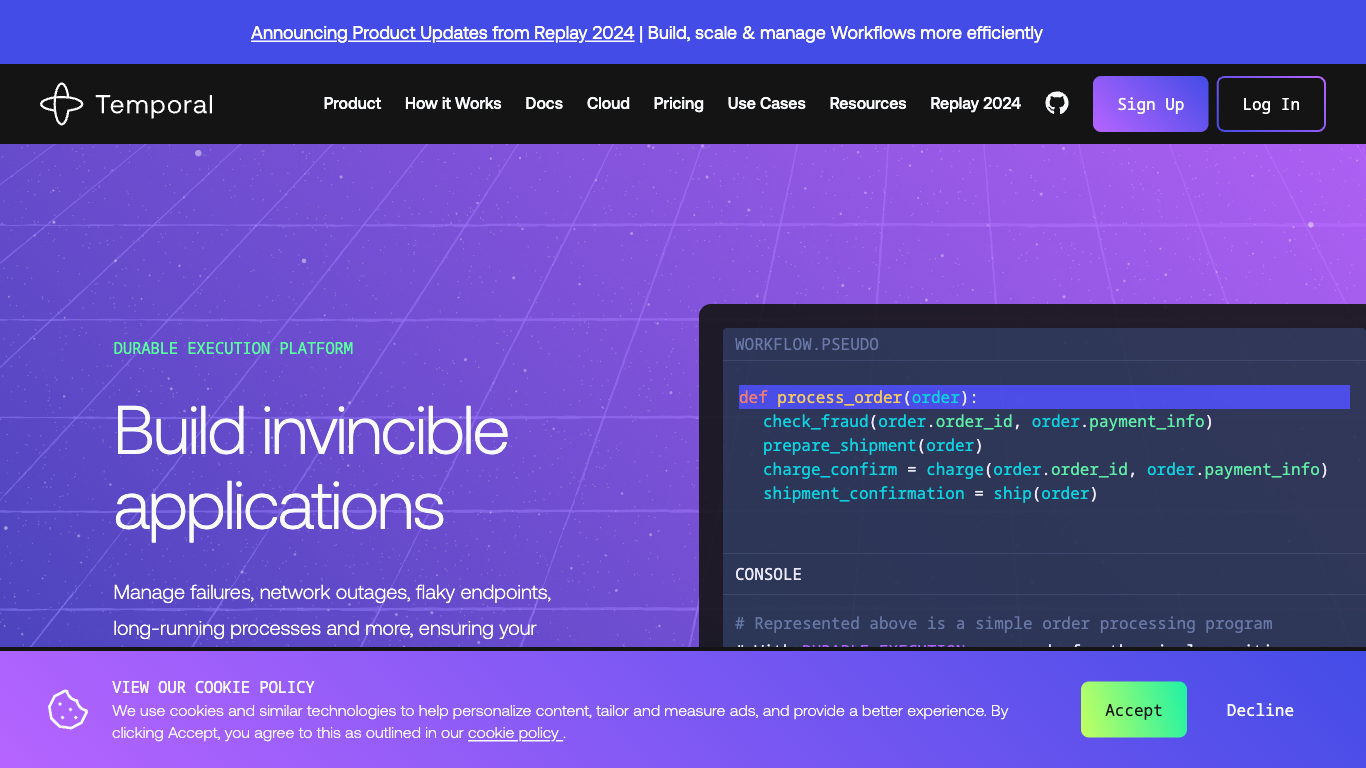 Announcing Product Updates from Replay 2024 | Build, scale & manage Workflows more efficiently
Temporal
Product How it Works Docs Cloud Pricing Use Cases Resources Replay 2024 Sign Up Log In
DURABLE EXECUTION PLATFORM
Build invincible
applications
Manage failures, network outages, flaky endpoints,
long-running processes and more, ensuring your
WORKFLOW.PSEUDO
def process_order(order):
check_fraud(order.order_id, order.payment_info)
prepare_shipment(order)
charge_confirm = charge(order.order_id, order.payment_info)
shipment_confirmation = ship(order)
CONSOLE
# Represented above is a simple order processing program
VIEW OUR COOKIE POLICY
We use cookies and similar technologies to help personalize content, tailor and measure ads, and provide a better experience. By
clicking Accept, you agree to this as outlined in our cookie policy .
Accept
Decline